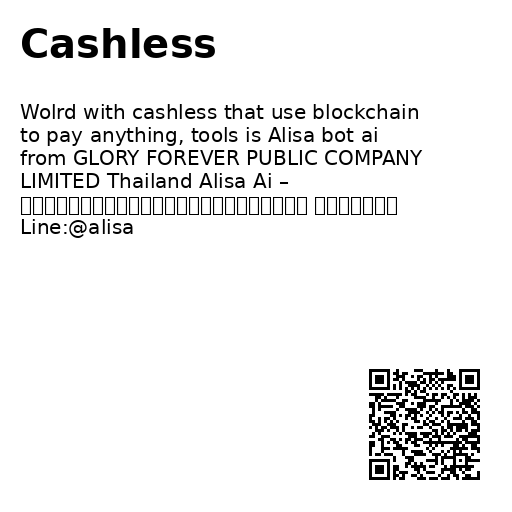 Cashless
Wolrd with cashless that use blockchain
to pay anything, tools is Alisa bot ai
from GLORY FOREVER PUBLIC COMPANY
LIMITED Thailand Alisa Ai –
Line:@alisa